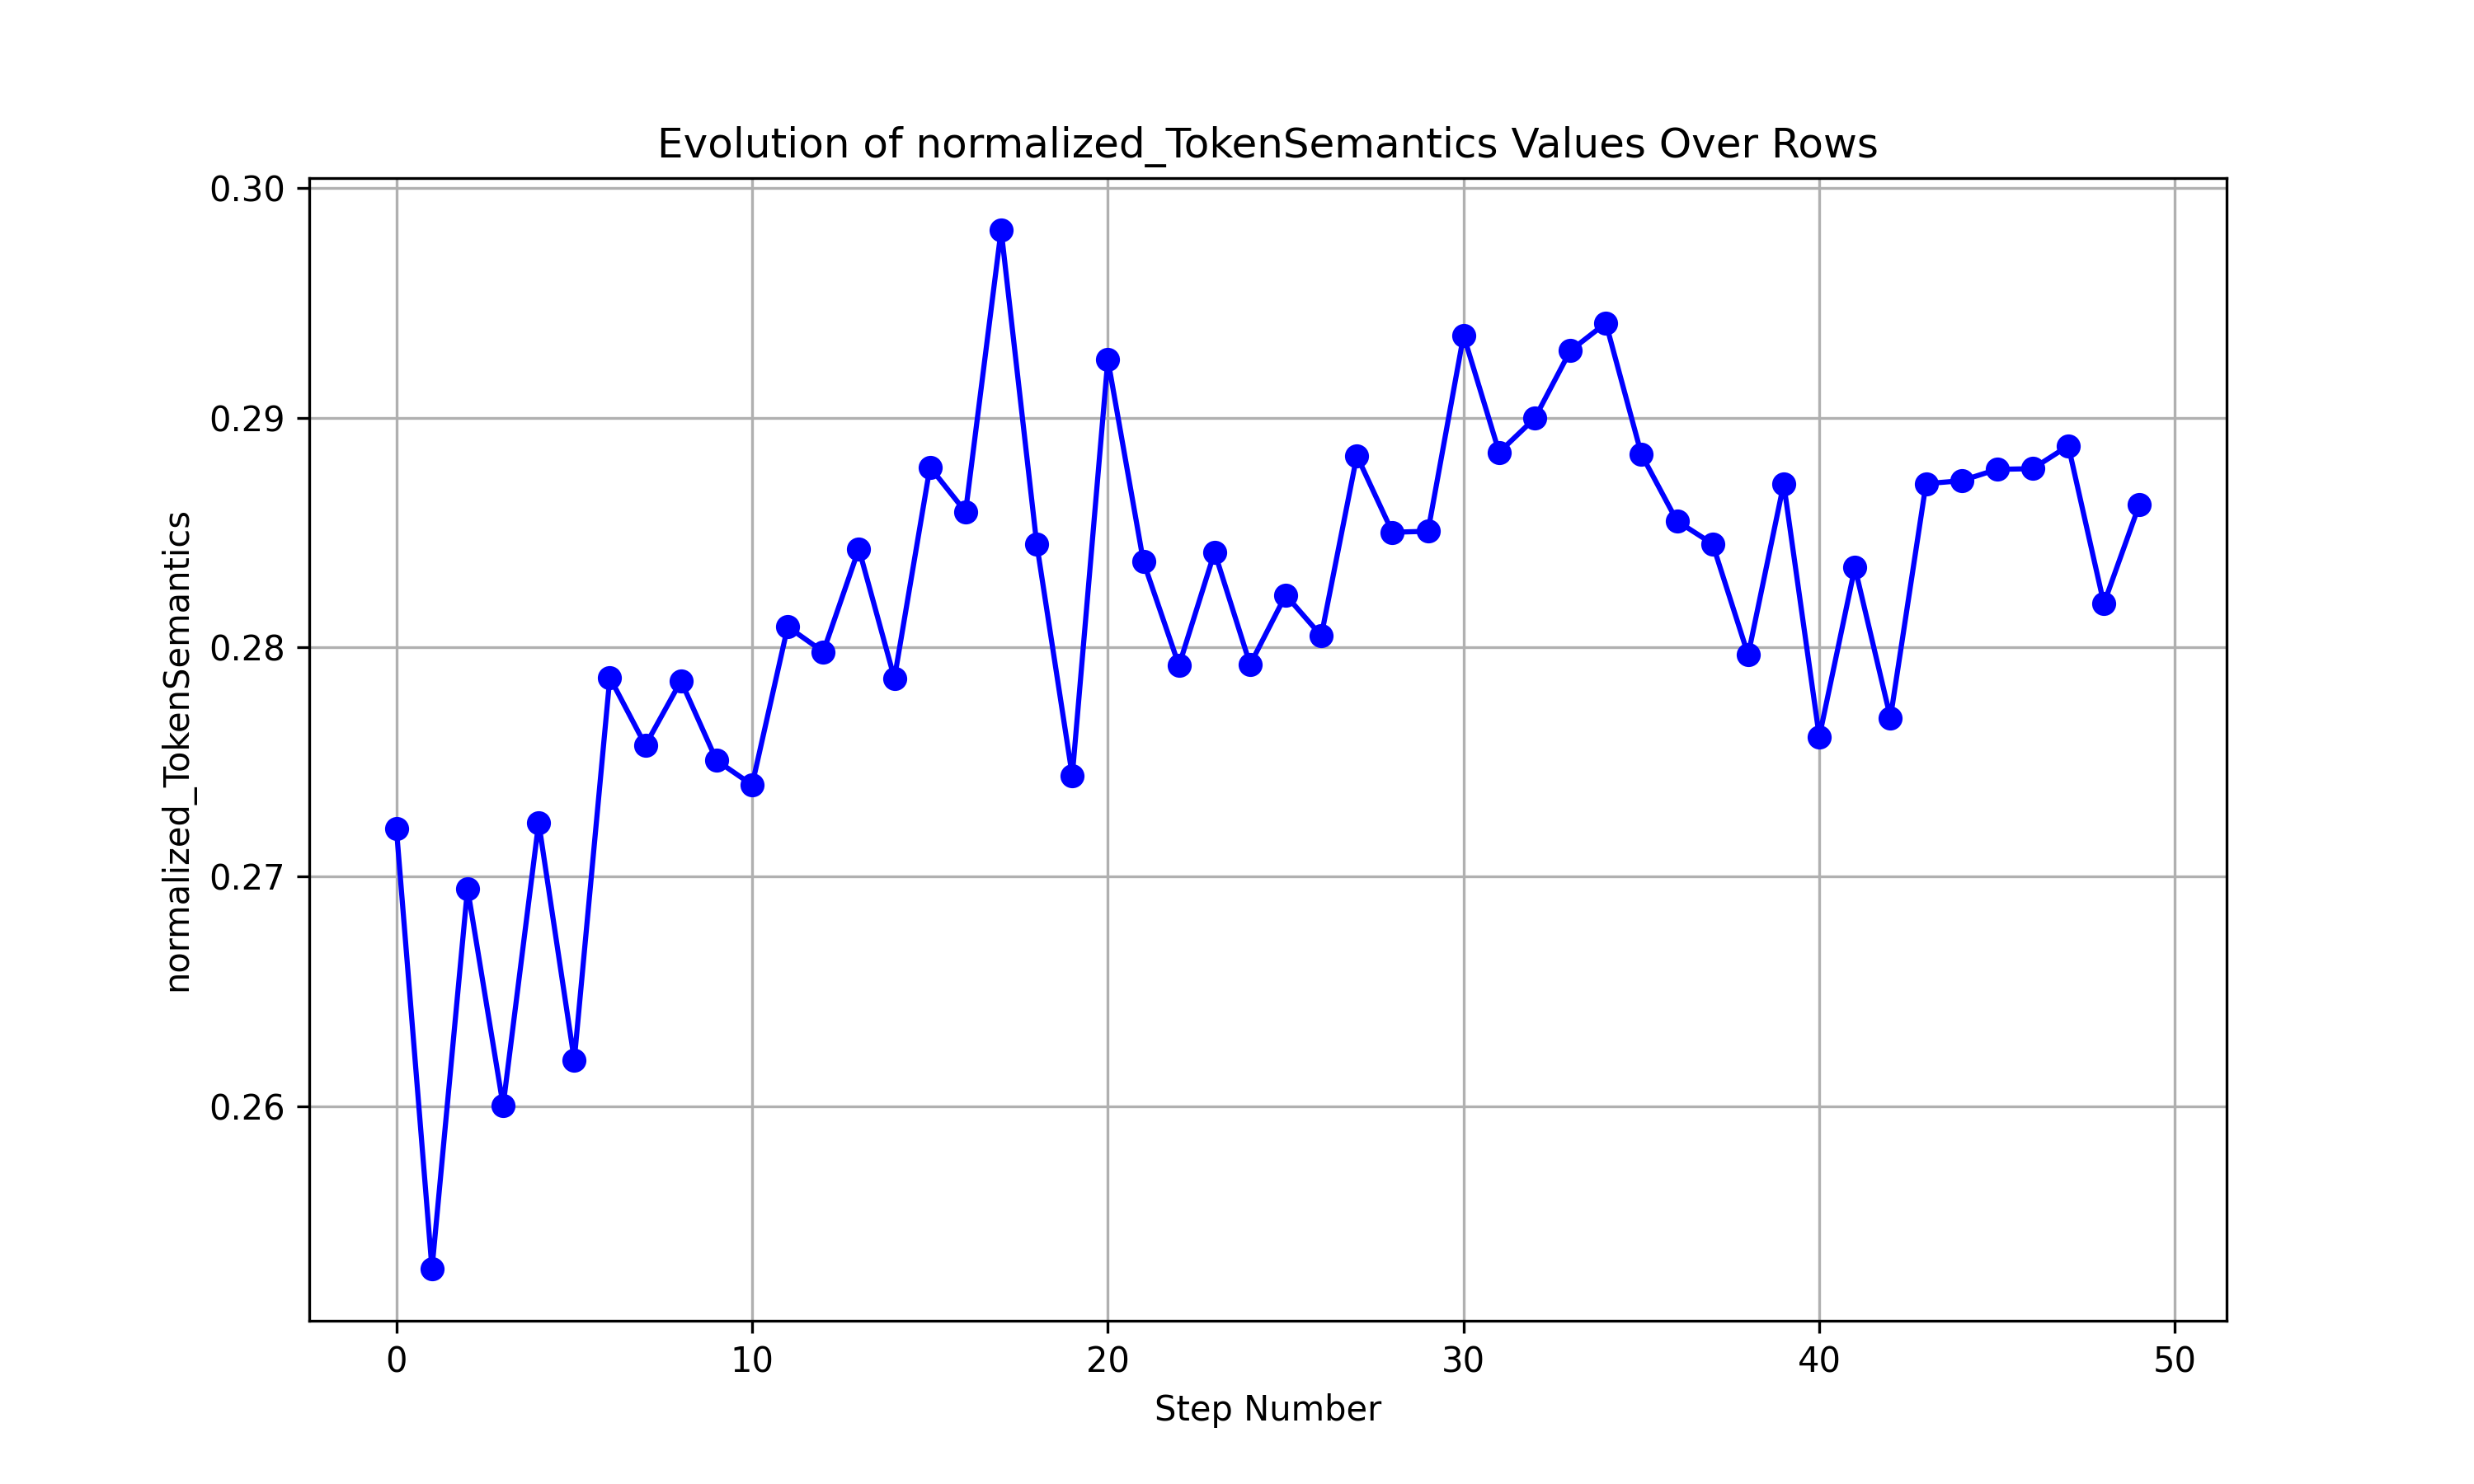 Evolution of normalized_TokenSemantics Values Over Rows
0.30
0.29
0.28
0.27
0.26
normalized_TokenSemantics
0 10 20 30 40 50
Step Number